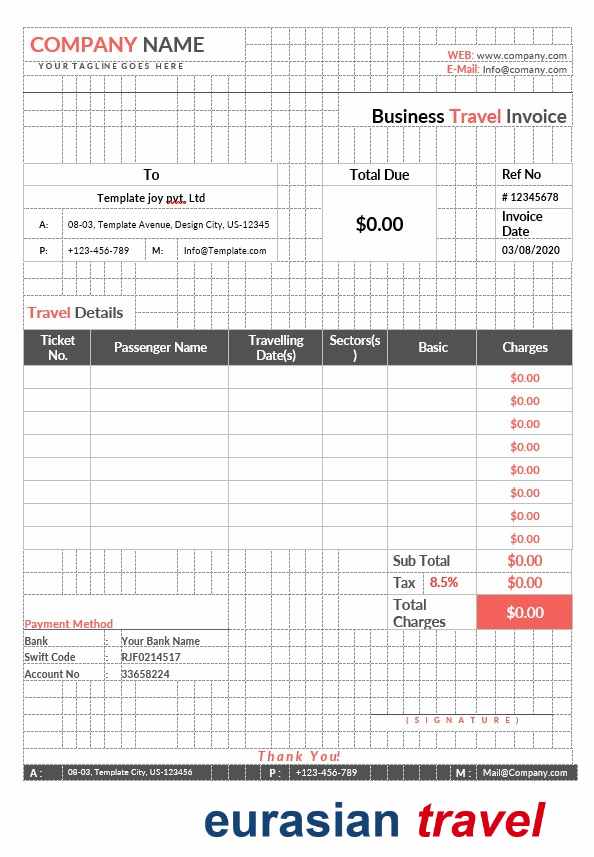 COMPANY NAME
YOUR TAGLINE GOES HERE
WEB: www.company.com
E-Mail: Info@comany.com
Business Travel Invoice
To Total Due Ref No
Template joy pvt, Ltd # 12345678
A: 08-03, Template Avenue, Design City, US-12345 $0.00 Invoice
Date
P: +123-456-789 M: Info@Template.com 03/08/2020
Travel Details
Ticket No. Passenger Name Travelling Date(s) Sectors(s) Basic Charges
$0.00
$0.00
$0.00
$0.00
$0.00
$0.00
$0.00
$0.00
Sub Total $0.00
Tax 8.5% $0.00
Total Charges $0.00
Payment Method
Bank : Your Bank Name
Swift Code : RJF0214517
Account No : 33658224
(SIGNATURE)
Thank You!
A: 08-03, Template City, US-123456 P: +123-456-789 M: Mail@Company.com
eurasian travel